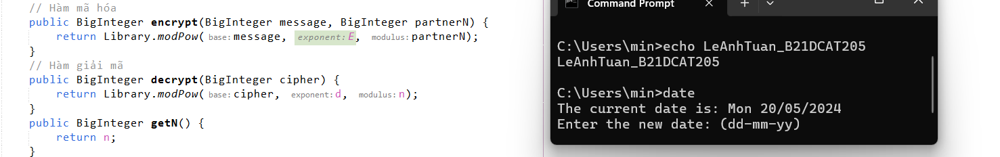 // Hàm mã hóa
public BigInteger encrypt(BigInteger message, BigInteger partnerN) {
return Library.modPow( base: message, exponent: E, modulus: partnerN);
}
// Hàm giải mã
public BigInteger decrypt(BigInteger cipher) {
return Library.modPow( base: cipher, exponent: d, modulus: n);
}
public BigInteger getN() {
return n;
}
Command Prompt
C:\Users\min>echo LeAnhTuan_B21DCAT205
LeAnhTuan_B21DCAT205
C:\Users\min>date
The current date is: Mon 20/05/2024
Enter the new date: (dd-mm-yy)